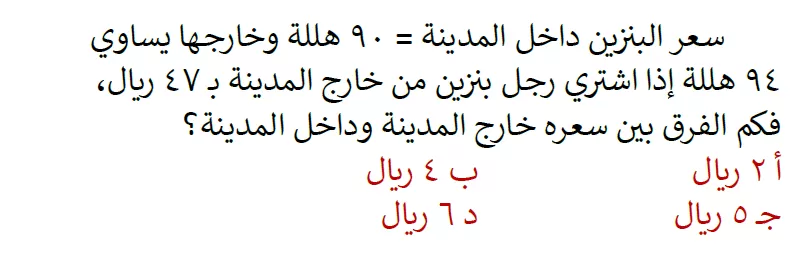 سعر البنزين داخل المدينة = ٩٠ هللة وخارجها يساوي
٩٤ هللة إذا اشتري رجل بنزين من خارج المدينة بـ ٤٧ ريال،
فكم الفرق بين سعره خارج المدينة وداخل المدينة؟
أ ٢ ريال ب ٤ ريال
جـ ٥ ريال د ٦ ريال